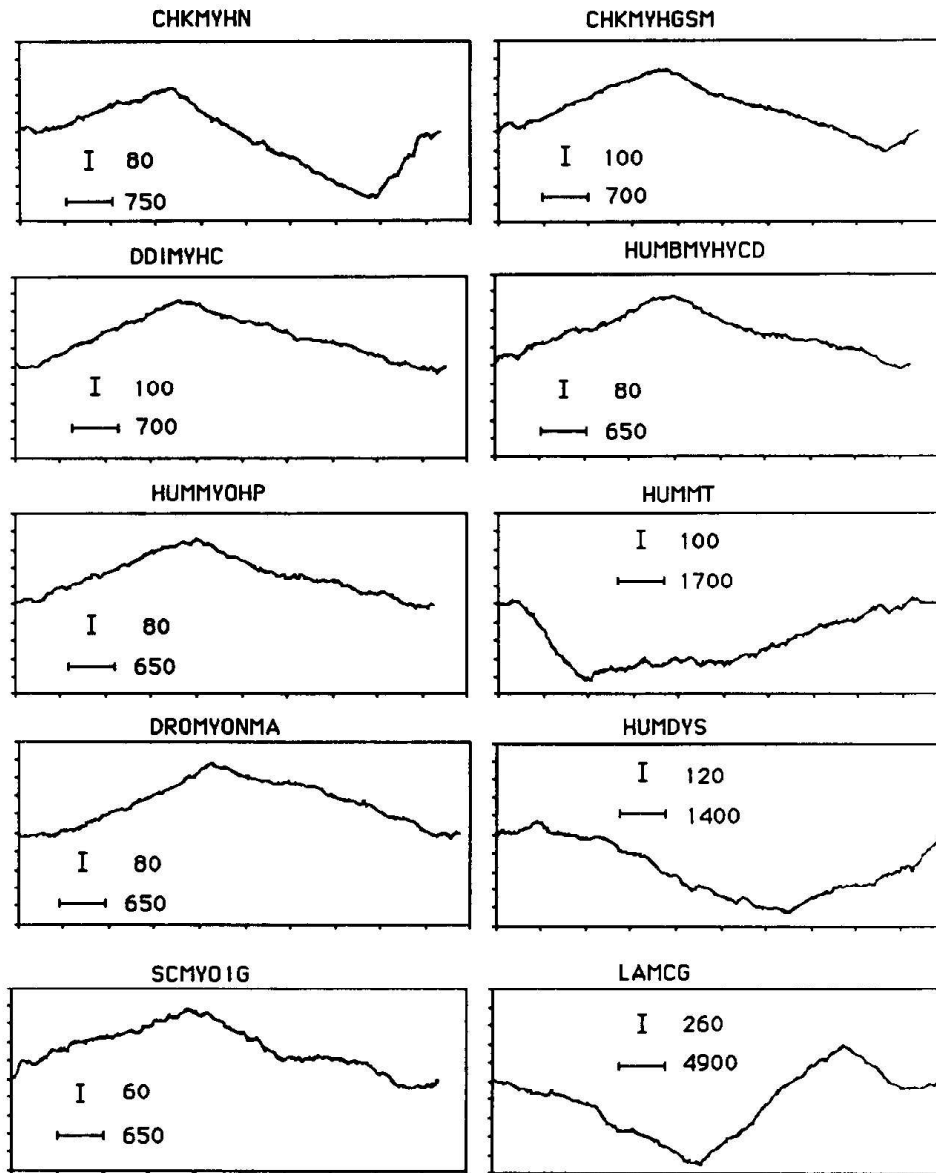 CHKMYHN
I 80
750
CHKMYHGSM
I 100
700
DDIMYHC
I 100
700
HUMBMYHYCD
I 80
650
HUMMYOHP
I 80
650
HUMMT
I 100
1700
DROMYONMA
I 80
650
HUMDYS
I 120
1400
SCMYOIG
I 60
650
LAMCG
I 260
4900